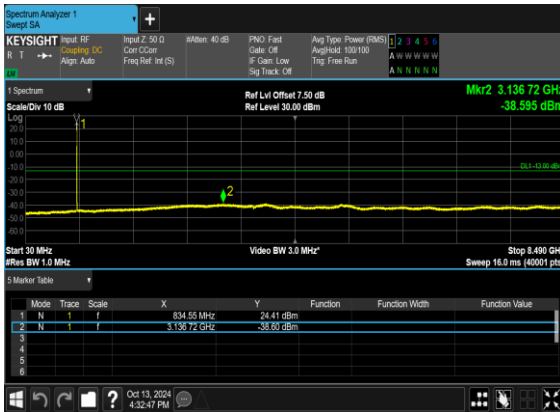 Spectrum Analyzer 1
Swept SA
+
KEYSIGHT Input: RF Input Z: 50 Ω #Atten: 40 dB PNO: Fast Avg Type: Power (RMS) 1 2 3 4 5 6
R T Coupling: DC Corr CCorr Gate: Off Avg|Hold: 100/100 A W W W W W
Align: Auto Freq Ref: Int (S) IF Gain: Low Trig: Free Run
LW Sig Track: Off A N N N N N
1 Spectrum Ref Lvl Offset 7.50 dB Mkr2 3.136 72 GHz
Scale/Div 10 dB Ref Level 30.00 dBm -38.595 dBm
Log
20.0
10.0
0.00
-10.0
-20.0
-30.0
-40.0
-50.0
-60.0
1
DL1 -13.00 dBm
2
Start 30 MHz Video BW 3.0 MHz* Stop 8.490 GHz
#Res BW 1.0 MHz Sweep 16.0 ms (40001 pts)
5 Marker Table
Mode Trace Scale X Y Function Function Width Function Value
1 N 1 f 834.55 MHz 24.41 dBm
2 N 1 f 3.136 72 GHz -38.60 dBm
3
4
5
6
? Oct 13, 2024
4:32:47 PM